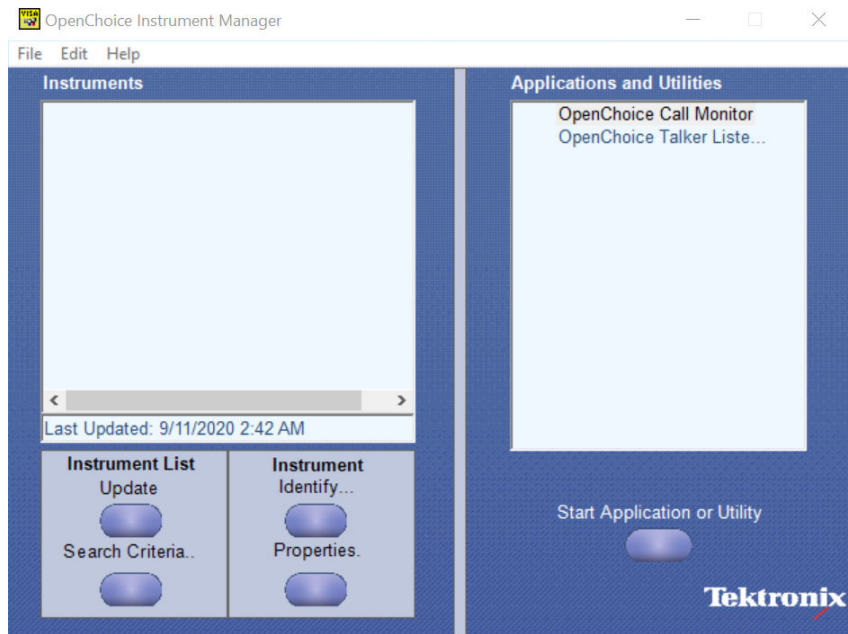 VISA
OpenChoice Instrument Manager
File Edit Help
Instruments
Last Updated: 9/11/2020 2:42 AM
Instrument List
Update
Search Criteria..
Instrument
Identify...
Properties.
Applications and Utilities
OpenChoice Call Monitor
OpenChoice Talker Liste...
Start Application or Utility
Tektronix